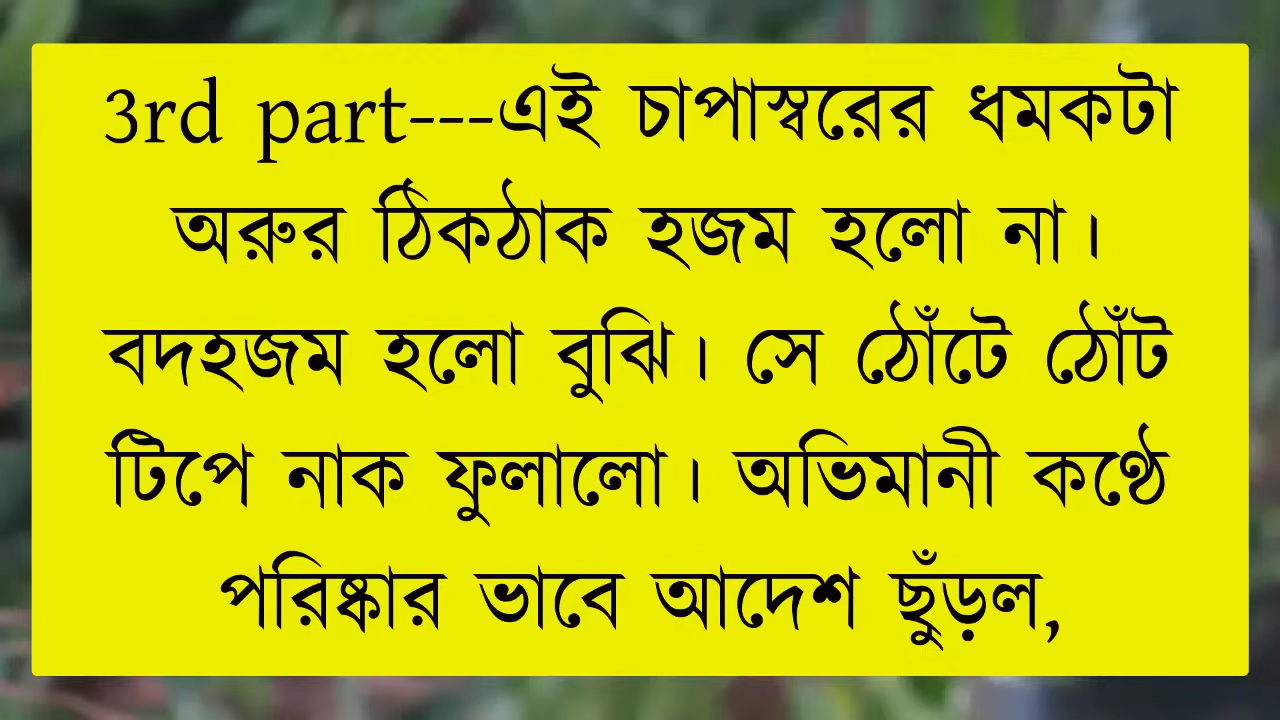 3rd part---এই চাপাস্বরের ধমকটা
অরুর ঠিকঠাক হজম হলো না।
বদহজম হলো বুঝি। সে ঠোঁটে ঠোঁট
টিপে নাক ফুলালো। অভিমানী কণ্ঠে
পরিষ্কার ভাবে আদেশ ছুঁড়ল,